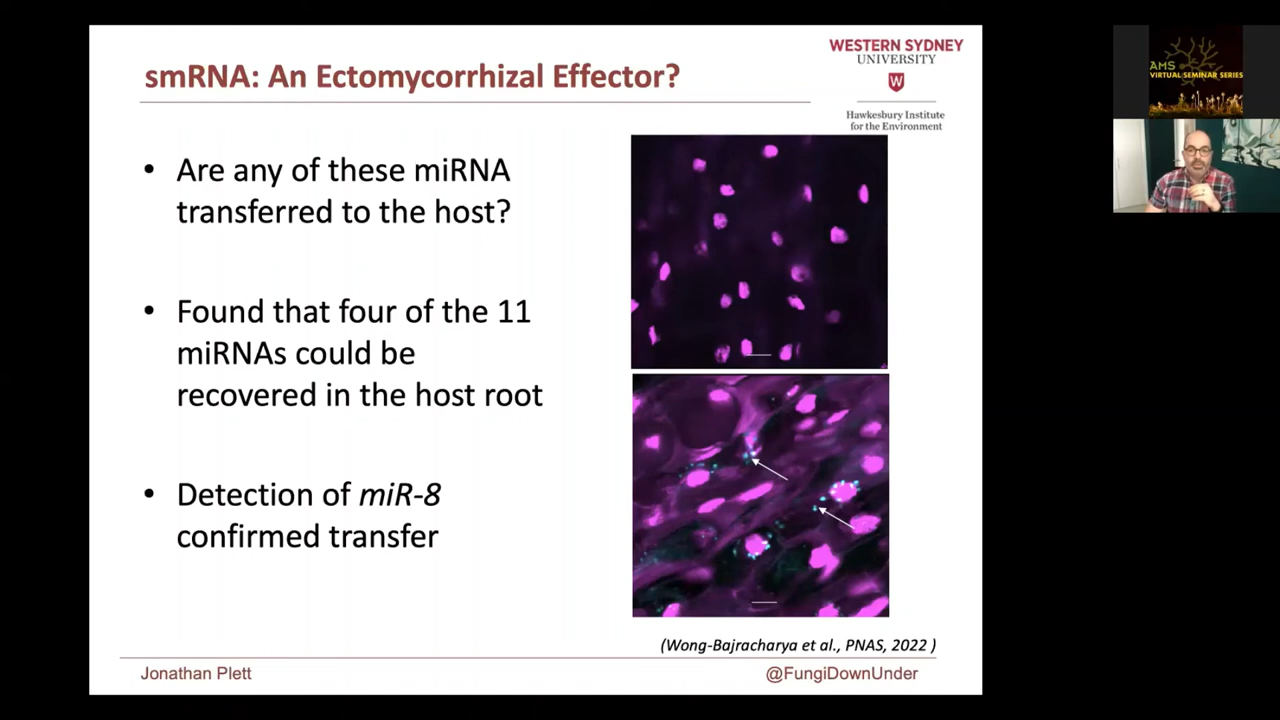 smRNA: An Ectomycorrhizal Effector?
WESTERN SYDNEY
UNIVERSITY
W
Hawkesbury Institute
for the Environment
• Are any of these miRNA
transferred to the host?
• Found that four of the 11
miRNAs could be
recovered in the host root
• Detection of miR-8
confirmed transfer
(Wong-Bajracharya et al., PNAS, 2022 )
Jonathan Plett
@FungiDownUnder
AMS
VIRTUAL SEMINAR SERIES